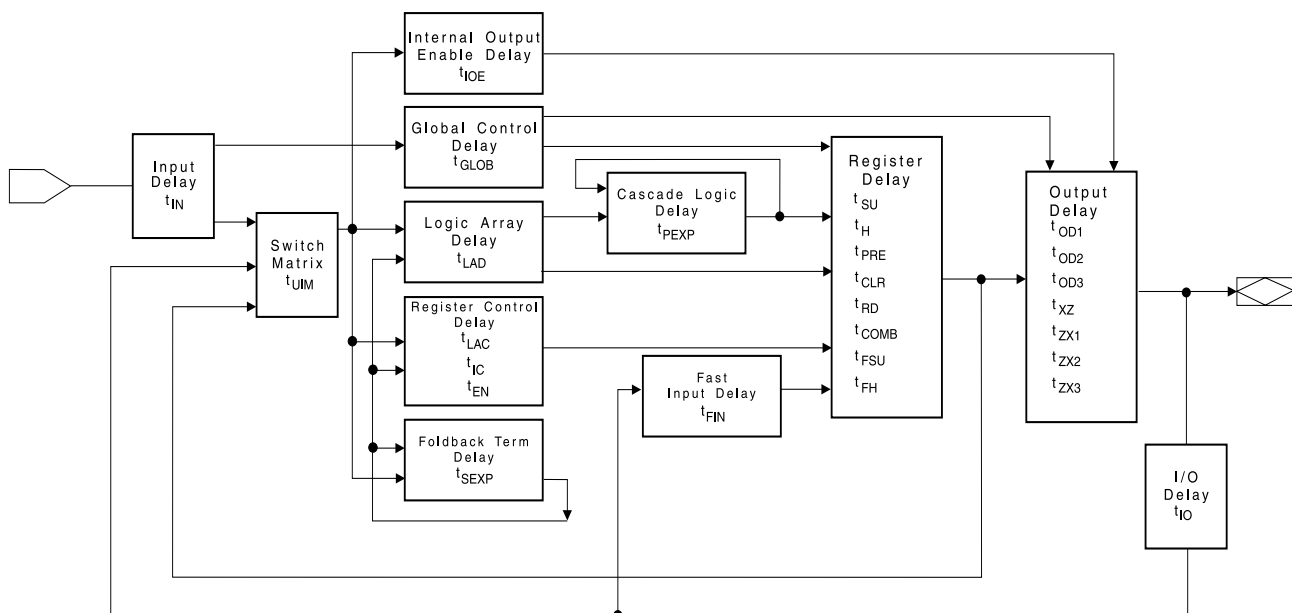 Internal Output
Enable Delay
tIOE
Global Control
Delay
tGLOB
Input
Delay
tIN
Switch
Matrix
tUIM
Logic Array
Delay
tLAD
Cascade Logic
Delay
tPEXP
Register Control
Delay
tLAC
tIC
tEN
Foldback Term
Delay
tSEXP
Fast
Input Delay
tFIN
Register
Delay
tSU
tH
tPRE
tCLR
tRD
tCOMB
tFSU
tFH
Output
Delay
tOD1
tOD2
tOD3
tXZ
tZX1
tZX2
tZX3
I/O
Delay
tIO